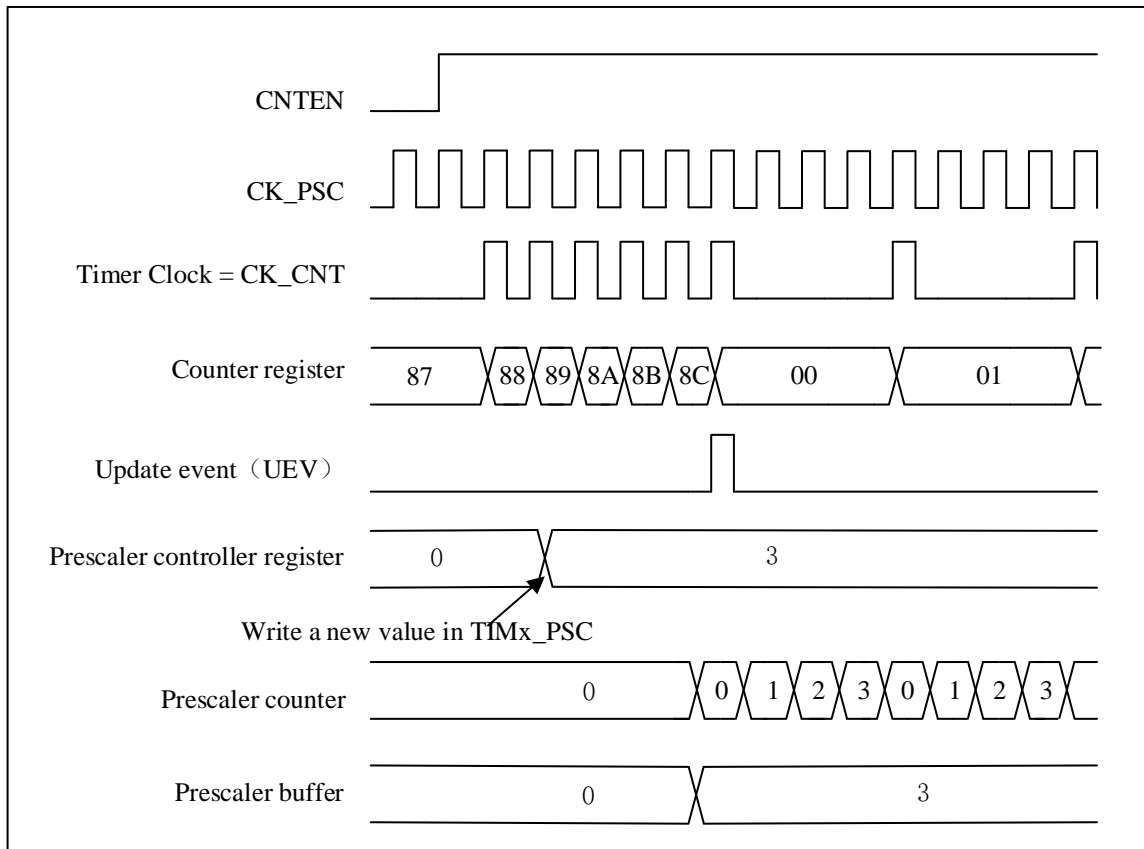 CNTEN
CK_PSC
Timer Clock = CK_CNT
Counter register
87 88 89 8A 8B 8C 00 01
Update event（UEV）
Prescaler controller register
0 3
Write a new value in TIMx_PSC
Prescaler counter
0 0 1 2 3 0 1 2 3
Prescaler buffer
0 3